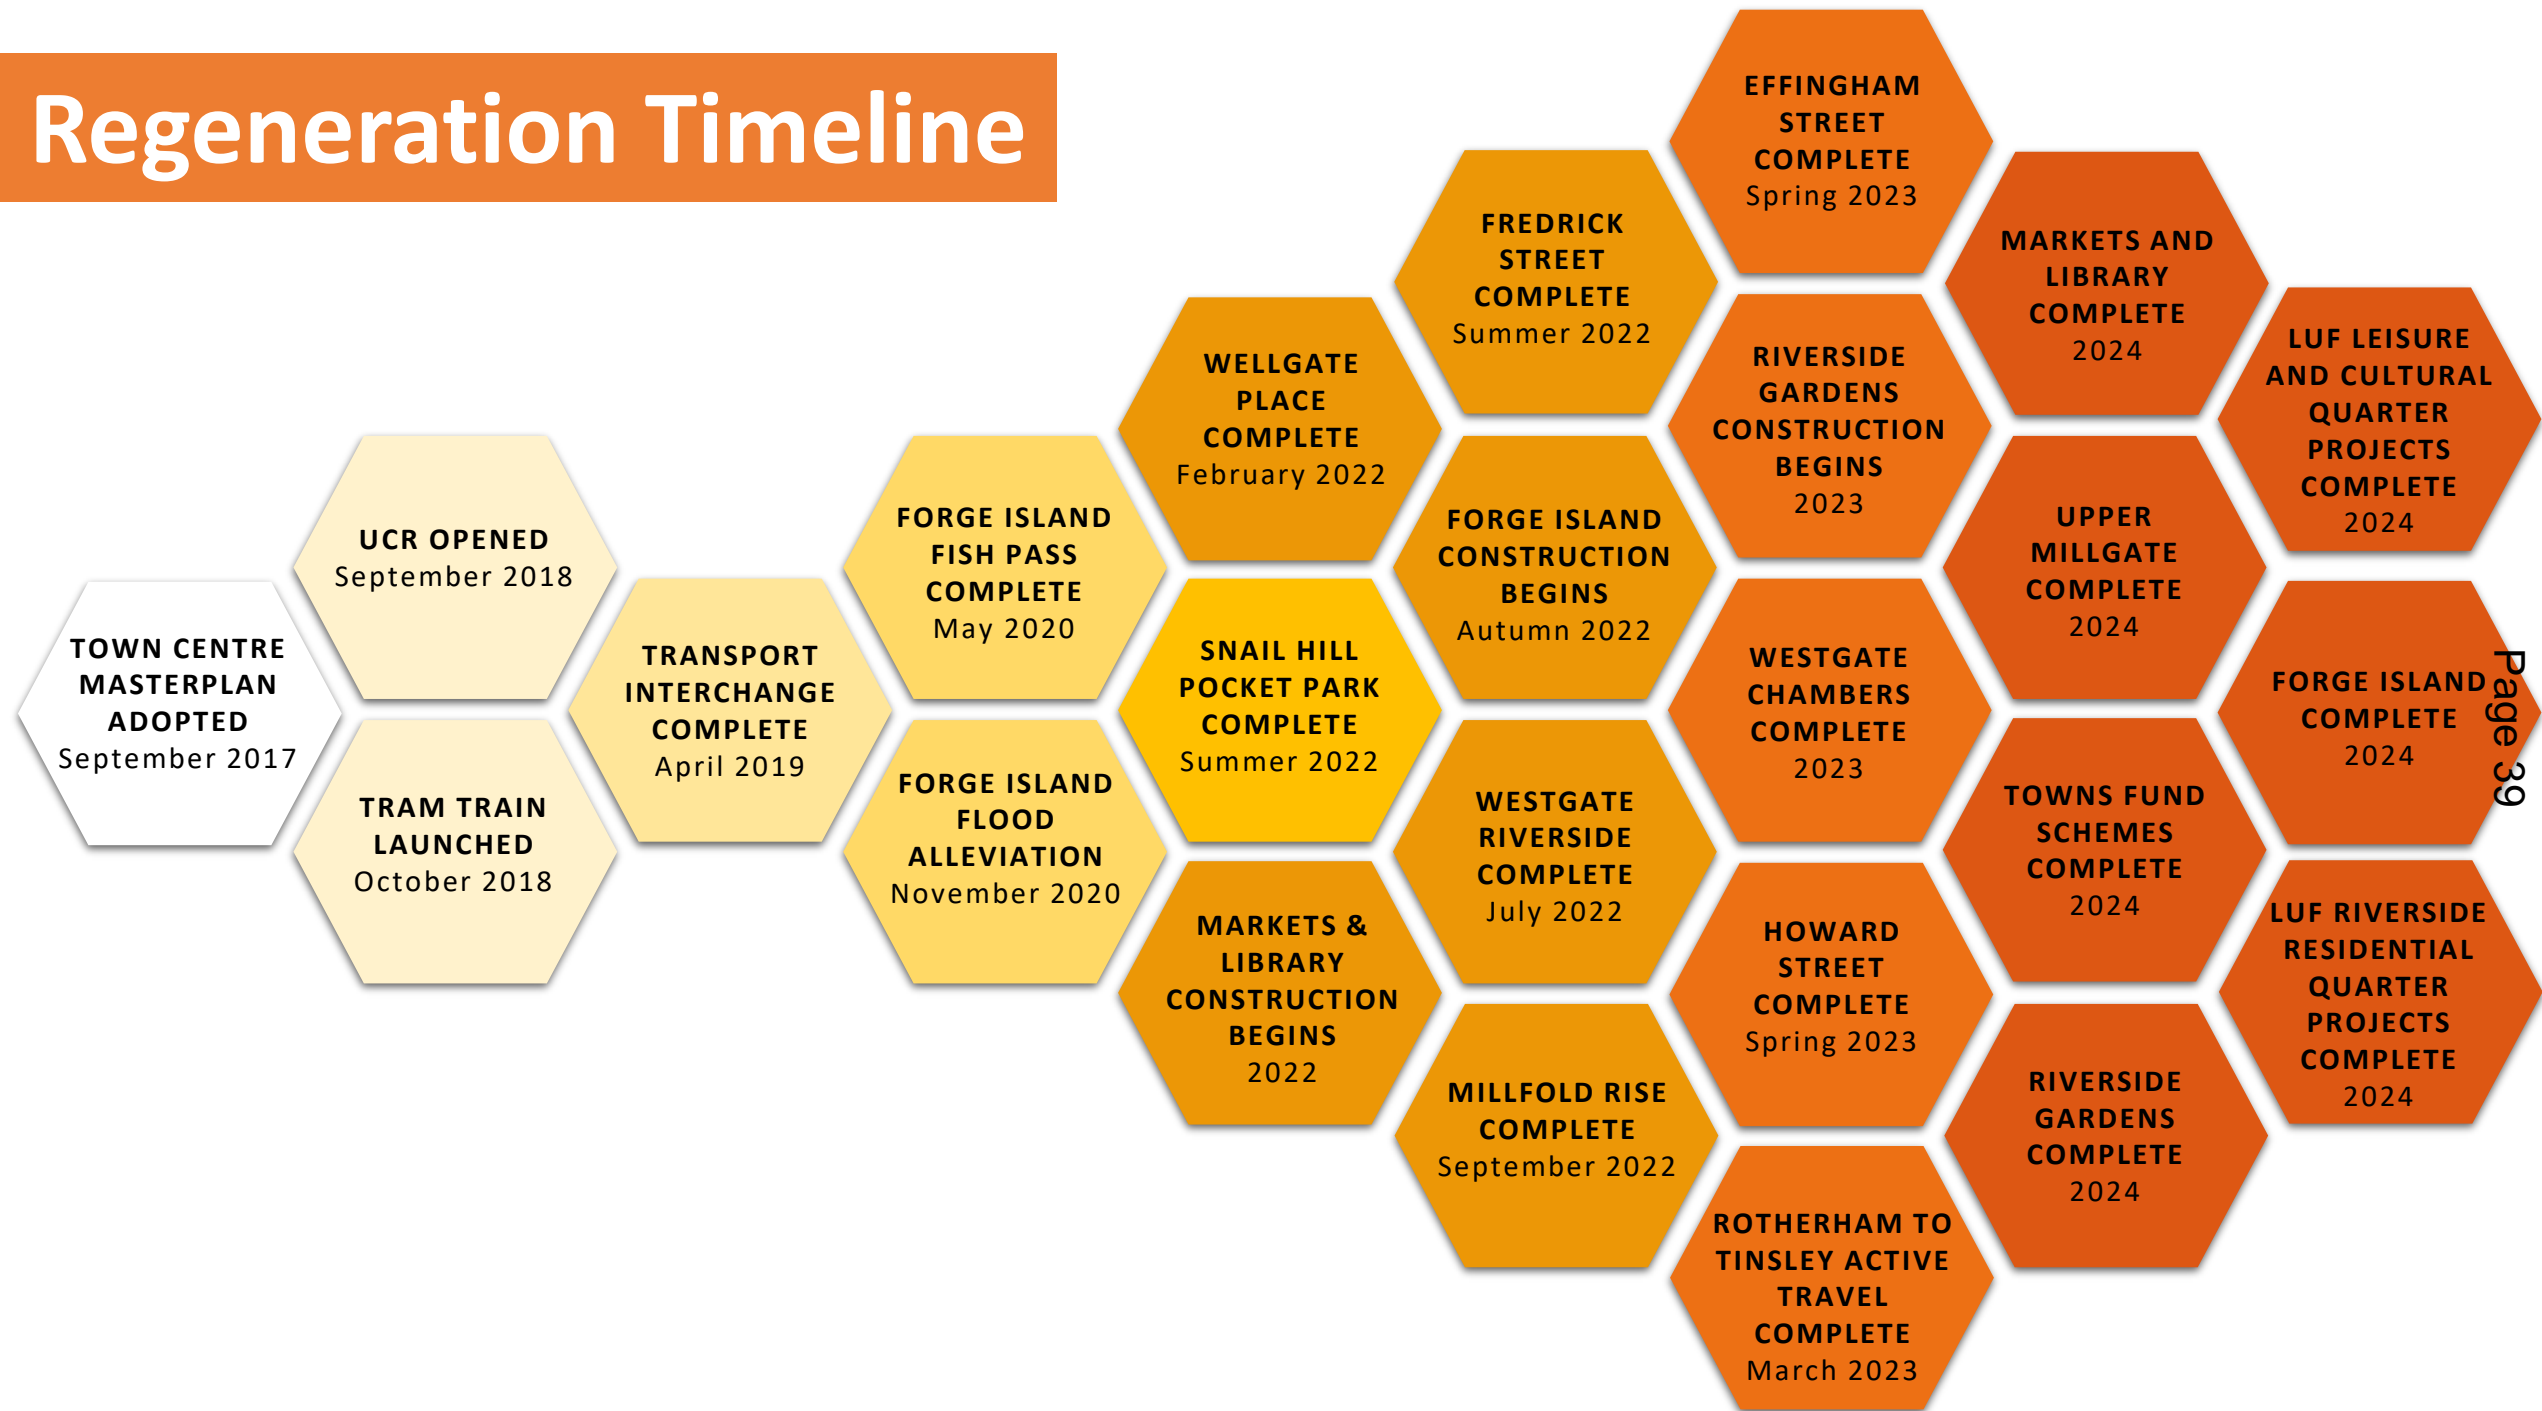 Regeneration Timeline
TOWN CENTRE
MASTERPLAN
ADOPTED
September 2017
UCR OPENED
September 2018
TRAM TRAIN
LAUNCHED
October 2018
TRANSPORT
INTERCHANGE
COMPLETE
April 2019
FORGE ISLAND
FISH PASS
COMPLETE
May 2020
FORGE ISLAND
FLOOD
ALLEVIATION
November 2020
WELLGATE
PLACE
COMPLETE
February 2022
SNAIL HILL
POCKET PARK
COMPLETE
Summer 2022
MARKETS &
LIBRARY
CONSTRUCTION
BEGINS
2022
FREDRICK
STREET
COMPLETE
Summer 2022
FORGE ISLAND
CONSTRUCTION
BEGINS
Autumn 2022
WESTGATE
RIVERSIDE
COMPLETE
July 2022
MILLFOLD RISE
COMPLETE
September 2022
EFFINGHAM
STREET
COMPLETE
Spring 2023
RIVERSIDE
GARDENS
CONSTRUCTION
BEGINS
2023
WESTGATE
CHAMBERS
COMPLETE
2023
HOWARD
STREET
COMPLETE
Spring 2023
ROTHERHAM TO
TINSLEY ACTIVE
TRAVEL
COMPLETE
March 2023
MARKETS AND
LIBRARY
COMPLETE
2024
UPPER
MILLGATE
COMPLETE
2024
TOWNS FUND
SCHEMES
COMPLETE
2024
RIVERSIDE
GARDENS
COMPLETE
2024
LUF LEISURE
AND CULTURAL
QUARTER
PROJECTS
COMPLETE
2024
FORGE ISLAND
COMPLETE
2024
LUF RIVERSIDE
RESIDENTIAL
QUARTER
PROJECTS
COMPLETE
2024
Page 39